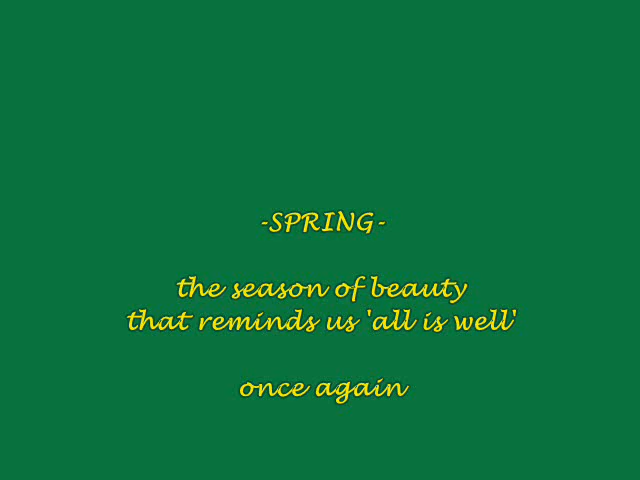 -SPRING-
the season of beauty
that reminds us 'all is well'
once again